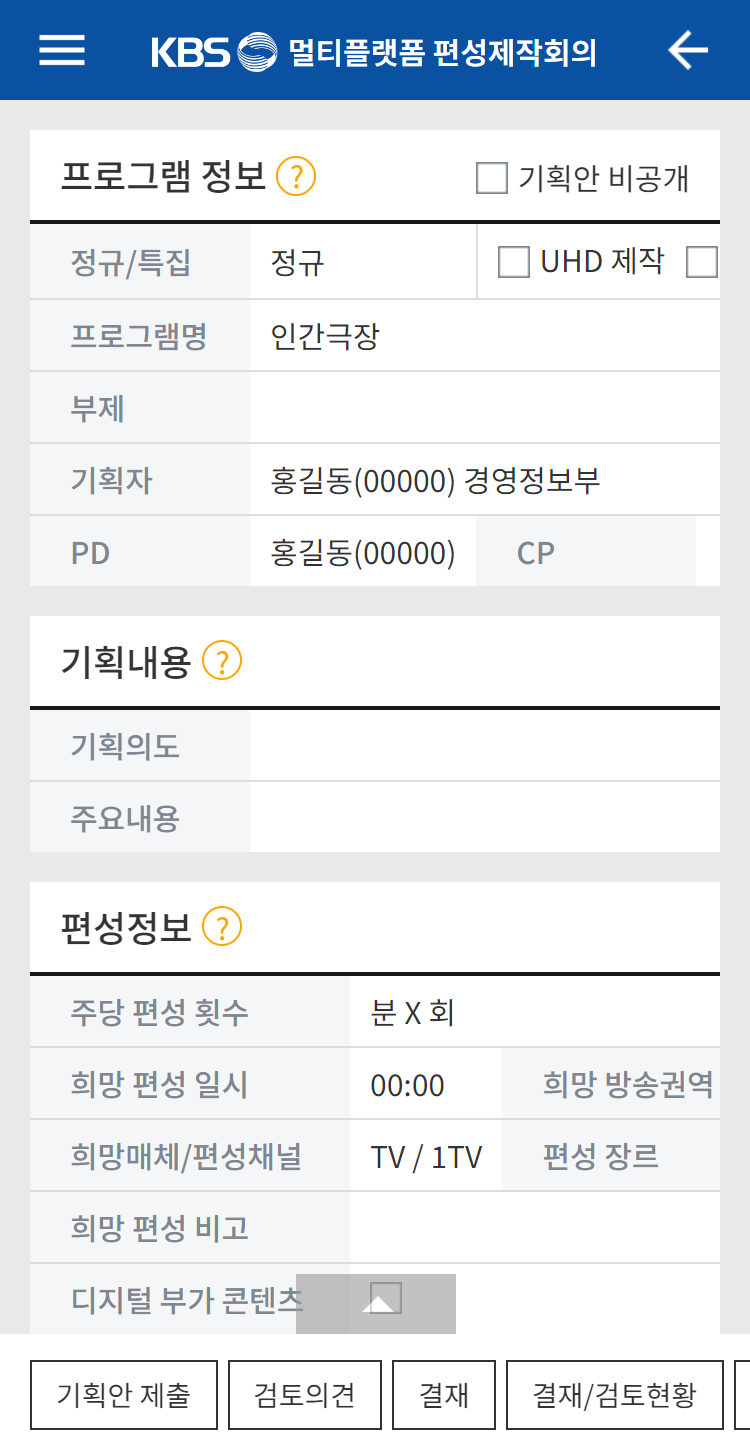 KBS 멀티플랫폼 편성제작회의
프로그램 정보 ? 기획안 비공개
정규/특집 정규 UHD 제작
프로그램명 인간극장
부제
기획자 홍길동(00000) 경영정보부
PD 홍길동(00000) CP
기획내용 ?
기획의도
주요내용
편성정보 ?
주당 편성 횟수 분 X 회
희망 편성 일시 00:00 희망 방송권역
희망매체/편성채널 TV / 1TV 편성 장르
희망 편성 비고
디지털 부가 콘텐츠
기획안 제출 검토의견 결재 결재/검토현황